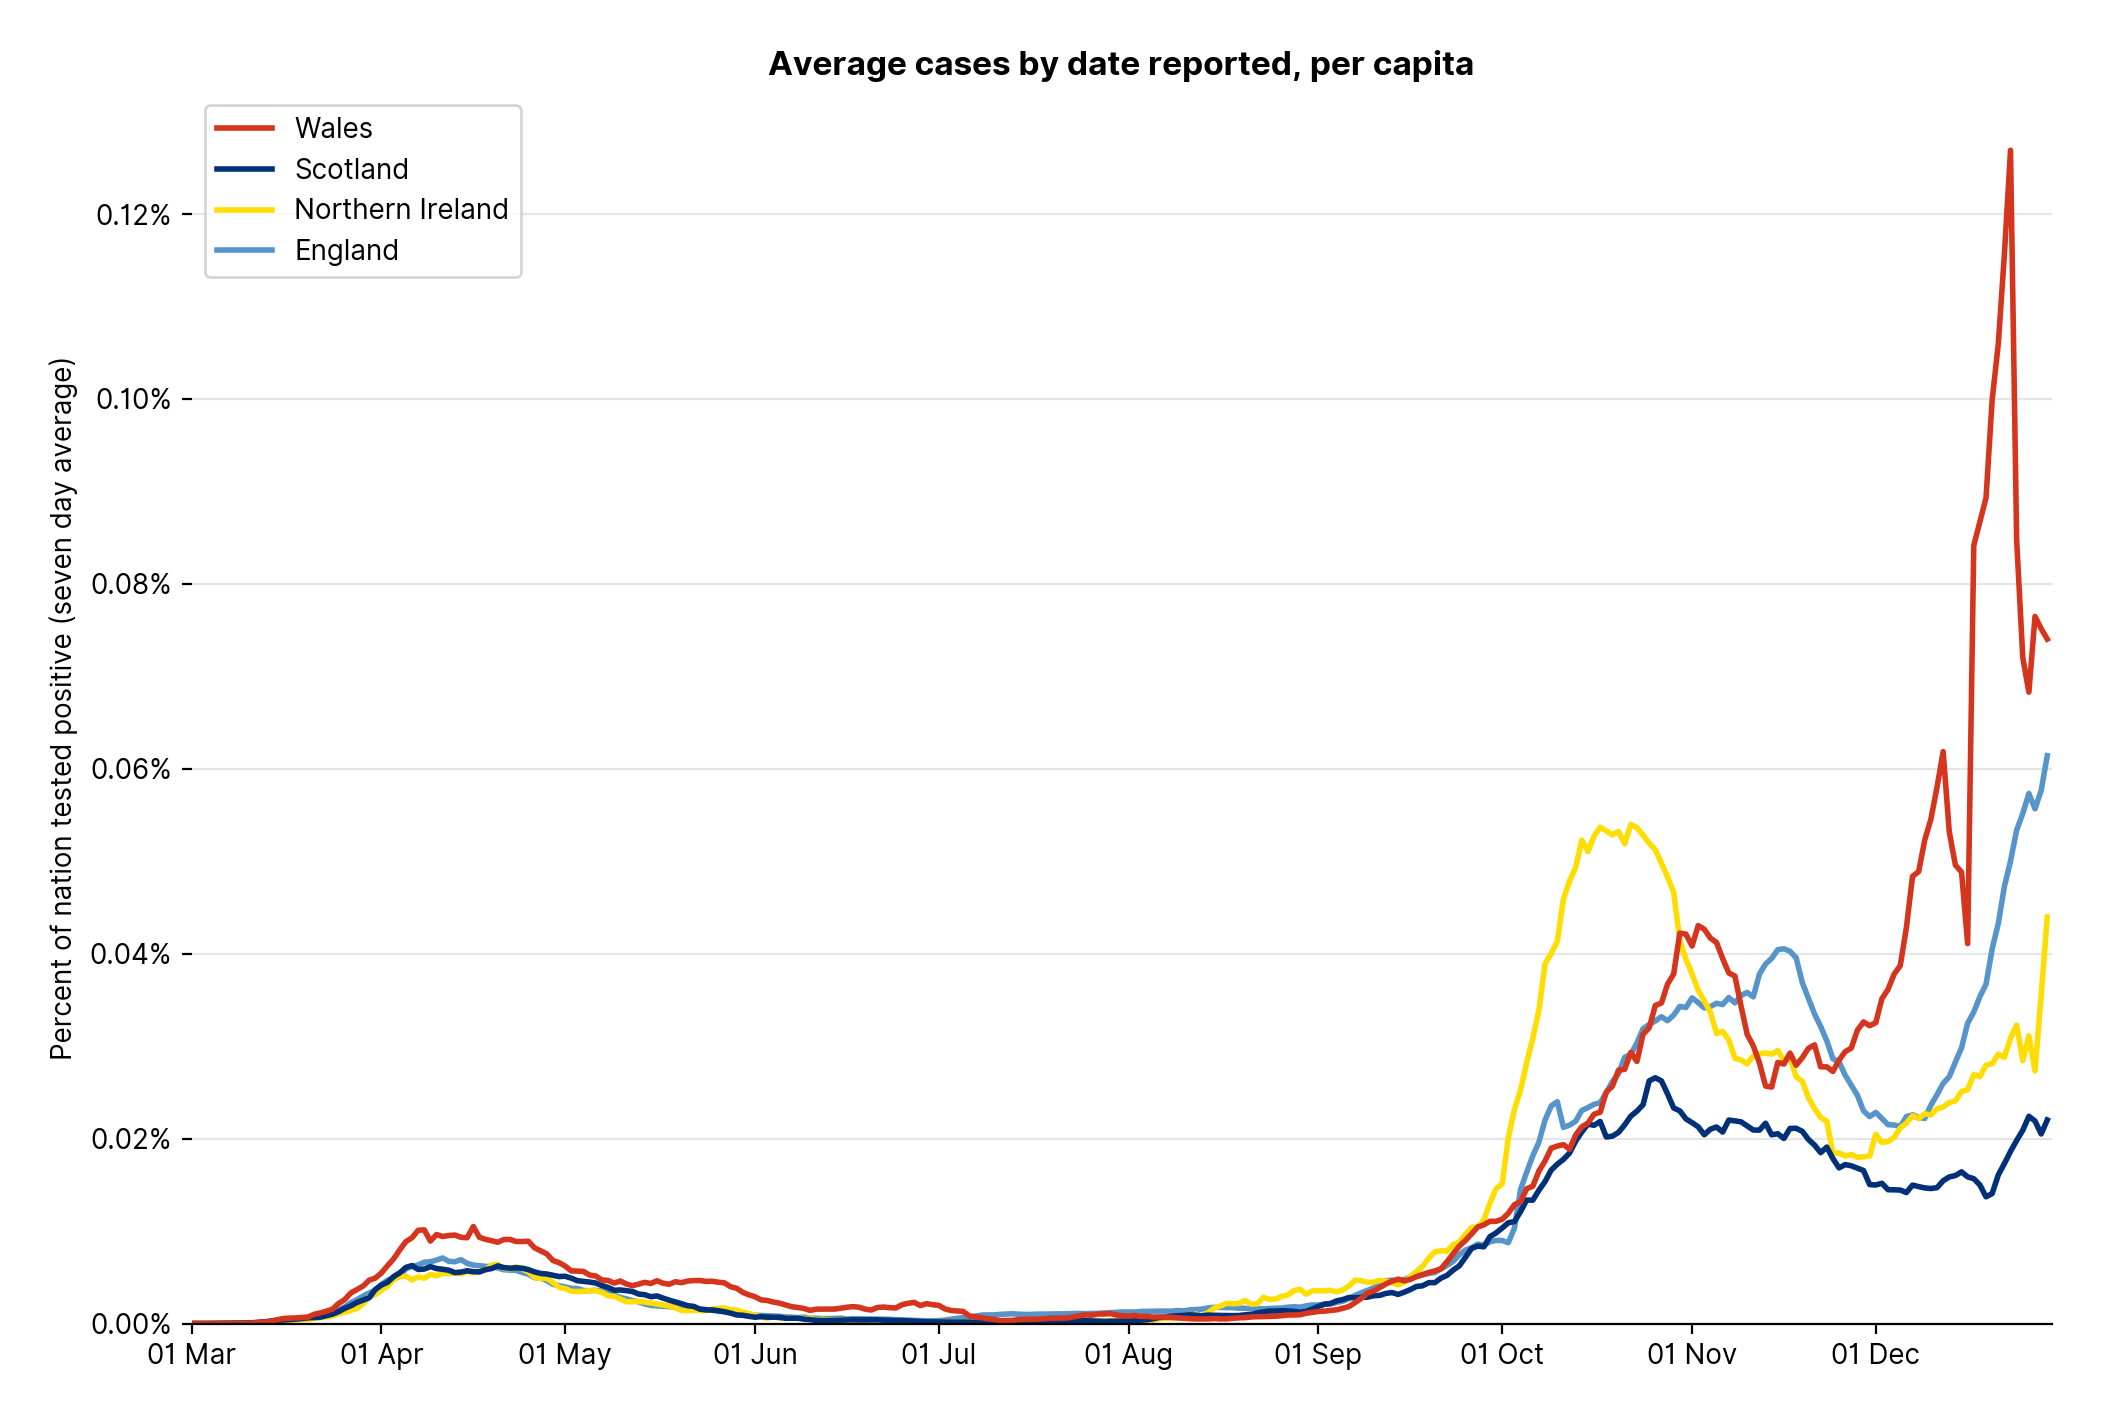 Average cases by date reported, per capita
Wales
Scotland
Northern Ireland
England
Percent of nation tested positive (seven day average)
0.12%
0.10%
0.08%
0.06%
0.04%
0.02%
0.00%
01 Mar
01 Apr
01 May
01 Jun
01 Jul
01 Aug
01 Sep
01 Oct
01 Nov
01 Dec